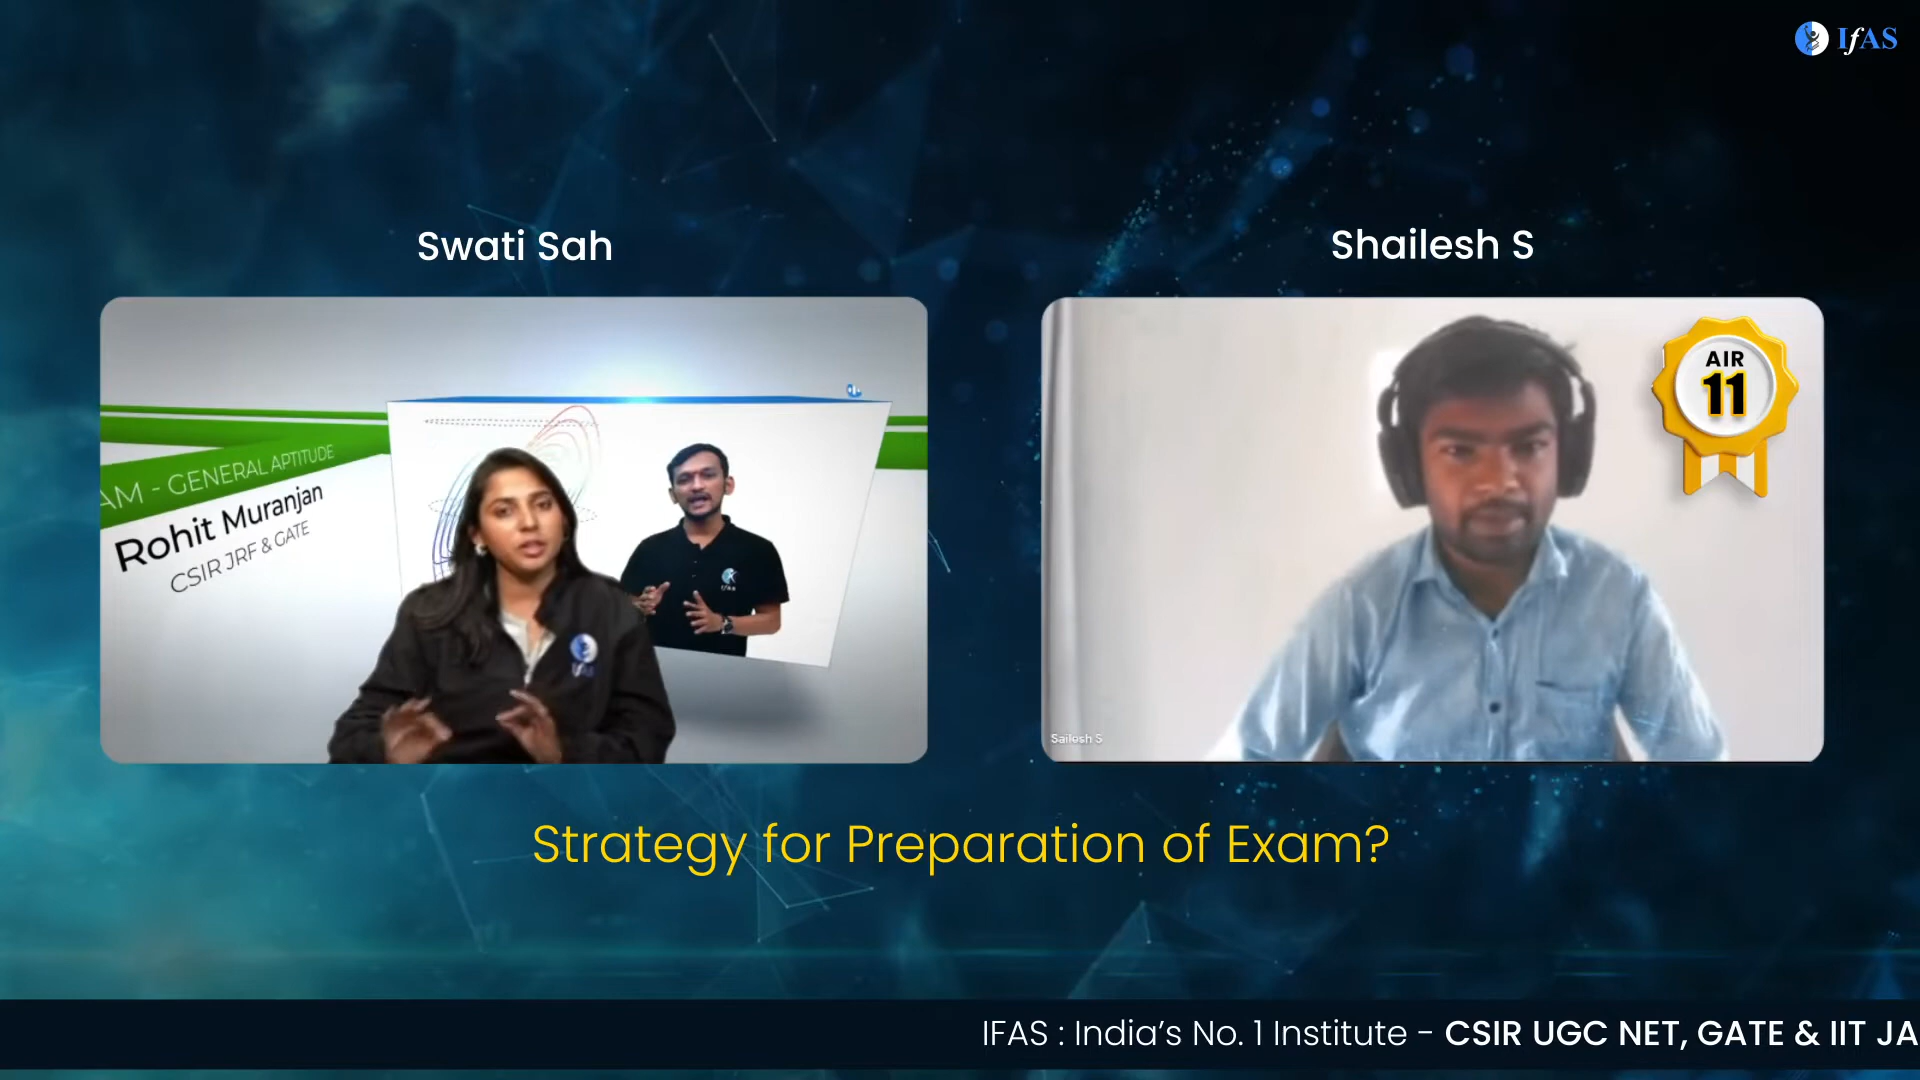 IfAS
Swati Sah
Shailesh S
AM - GENERAL APTITUDE
Rohit Muranjan
CSIR JRF & GATE
IfAS
AIR
11
Sailesh S
Strategy for Preparation of Exam?
IFAS : India's No. 1 Institute - CSIR UGC NET, GATE & IIT JA